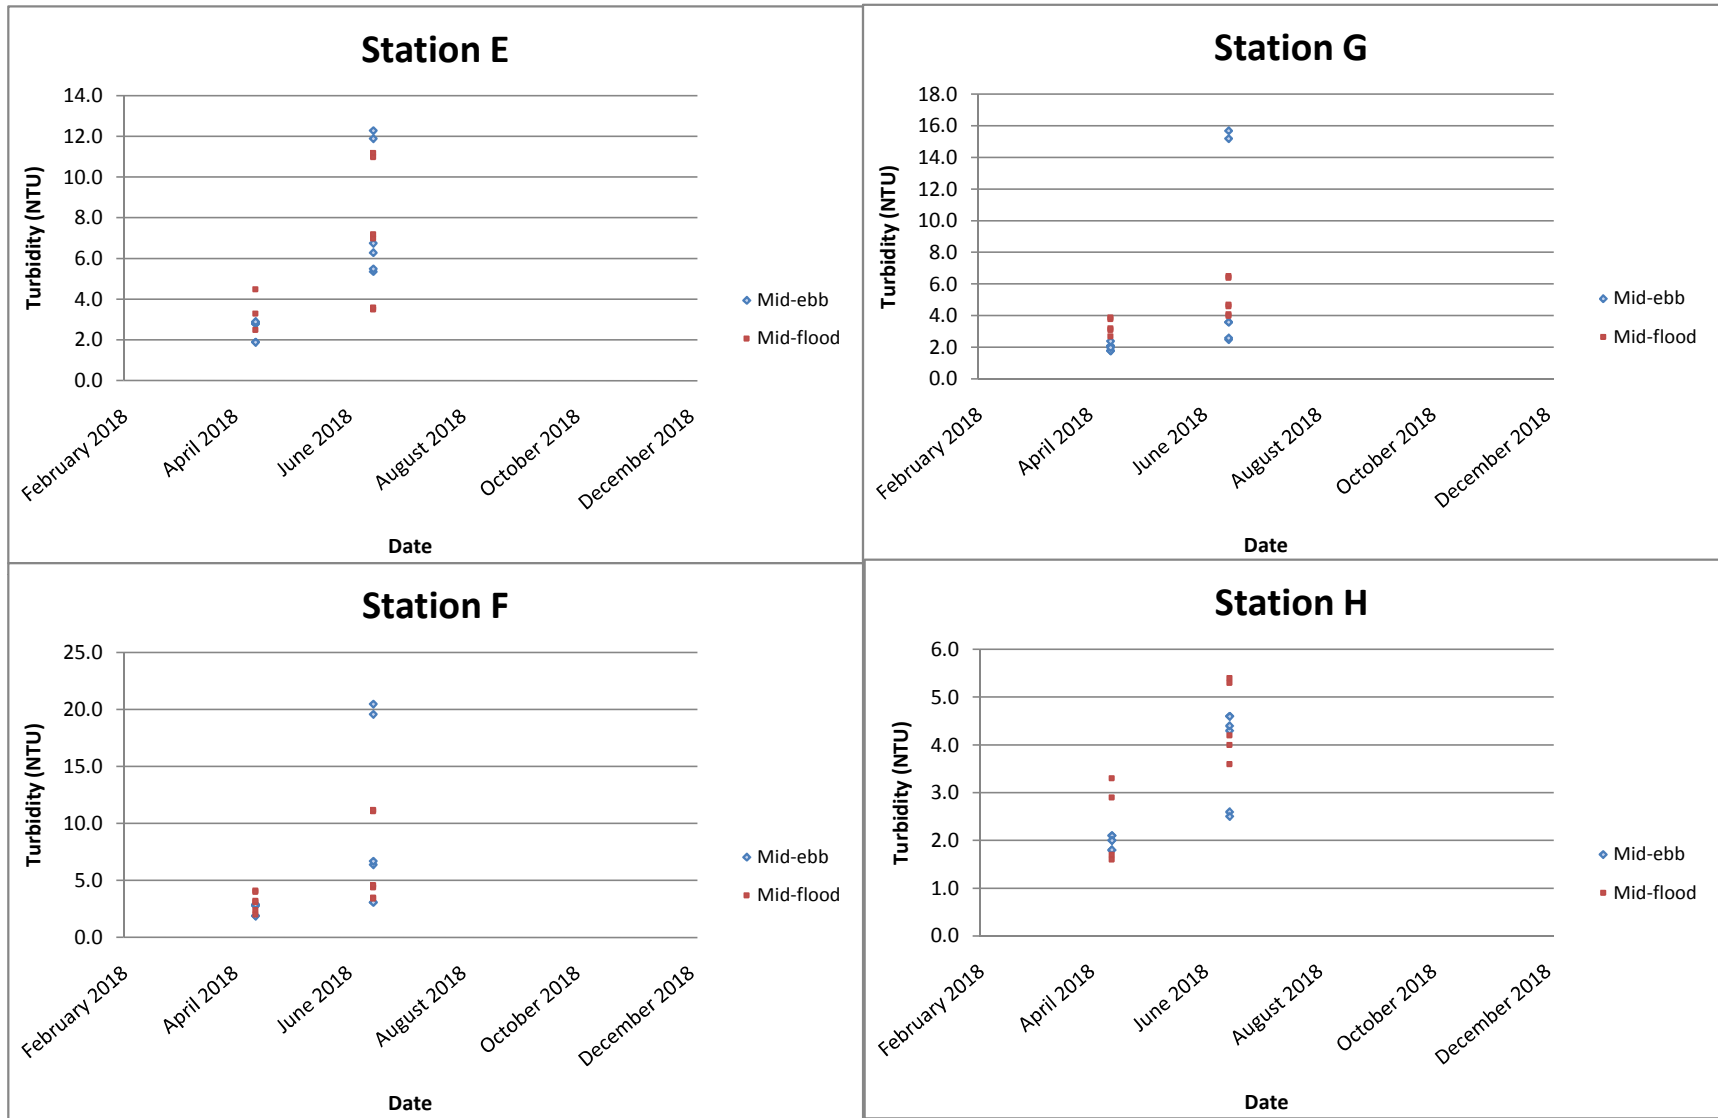 Station E
14.0
12.0
10.0
8.0
6.0
4.0
2.0
0.0
Turbidity (NTU)
February 2018
April 2018
June 2018
August 2018
October 2018
December 2018
Date
Mid-ebb
Mid-flood
Station G
18.0
16.0
14.0
12.0
10.0
8.0
6.0
4.0
2.0
0.0
Turbidity (NTU)
February 2018
April 2018
June 2018
August 2018
October 2018
December 2018
Date
Mid-ebb
Mid-flood
Station F
25.0
20.0
15.0
10.0
5.0
0.0
Turbidity (NTU)
February 2018
April 2018
June 2018
August 2018
October 2018
December 2018
Date
Mid-ebb
Mid-flood
Station H
6.0
5.0
4.0
3.0
2.0
1.0
0.0
Turbidity (NTU)
February 2018
April 2018
June 2018
August 2018
October 2018
December 2018
Date
Mid-ebb
Mid-flood